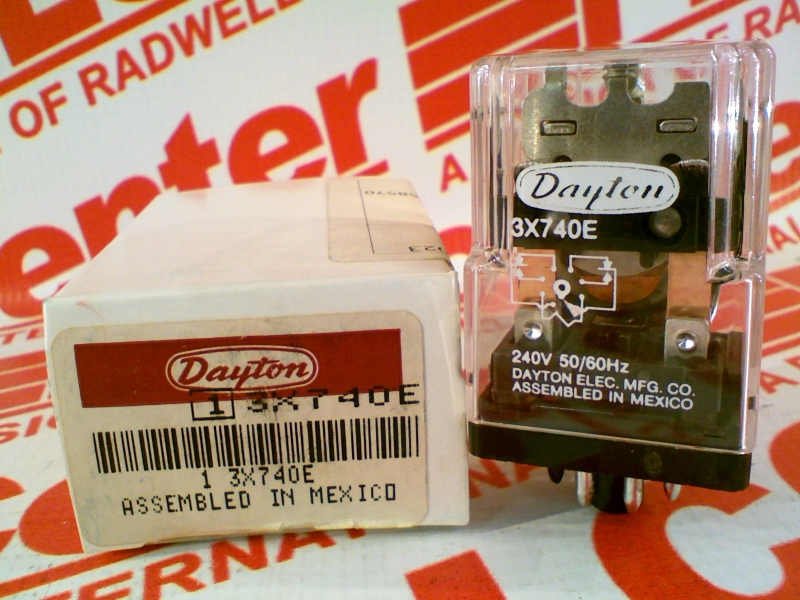 OF RADWELL
enter
Dayton
1 3X740E
1 3X740E
ASSEMBLED IN MEXICO
Dayton
3X740E
240V 50/60Hz
DAYTON ELEC. MFG. CO.
ASSEMBLED IN MEXICO